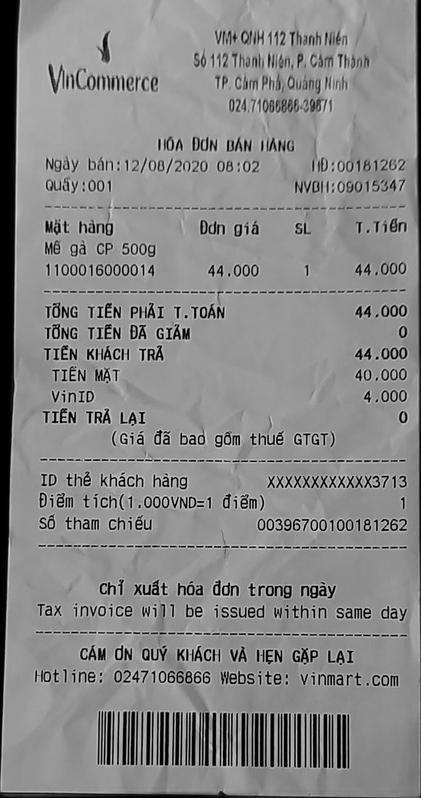 VinCommerce
VM+ QNH 112 Thanh Niên
Số 112 Thanh Niên, P. Cẩm Thành
TP. Cẩm Phả, Quảng Ninh
024.71066866-39671
HÓA ĐƠN BÁN HÀNG
Ngày bán:12/08/2020 08:02 HĐ:00181262
Quầy:001 NVBH:09015347
Mặt hàng Đơn giá SL T.Tiền
Mề gà CP 500g
1100016000014 44.000 1 44.000
TỔNG TIỀN PHẢI T.TOÁN 44.000
TỔNG TIỀN ĐÃ GIẢM 0
TIỀN KHÁCH TRẢ 44.000
TIỀN MẶT 40.000
VinID 4.000
TIỀN TRẢ LẠI 0
(Giá đã bao gồm thuế GTGT)
ID thẻ khách hàng XXXXXXXXXXXX3713
Điểm tích(1.000VND=1 điểm) 1
Số tham chiếu 00396700100181262
Chỉ xuất hóa đơn trong ngày
Tax invoice will be issued within same day
CẢM ƠN QUÝ KHÁCH VÀ HẸN GẶP LẠI
Hotline: 02471066866 Website: vinmart.com